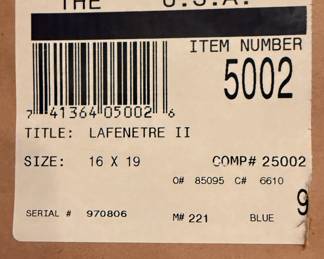 THE U.S.A.
ITEM NUMBER
5002
7 41364 05002 6
TITLE: LAFENETRE II
SIZE: 16 X 19 COMP# 25002
O# 85095 C# 6610
9
SERIAL # 970806 M# 221 BLUE